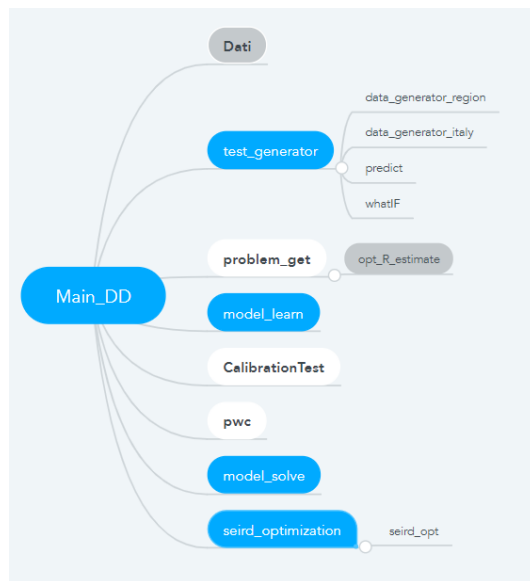 Dati
test_generator
data_generator_region
data_generator_italy
predict
whatIF
problem_get
opt_R_estimate
Main_DD
model_learn
CalibrationTest
pwc
model_solve
seird_optimization
seird_opt